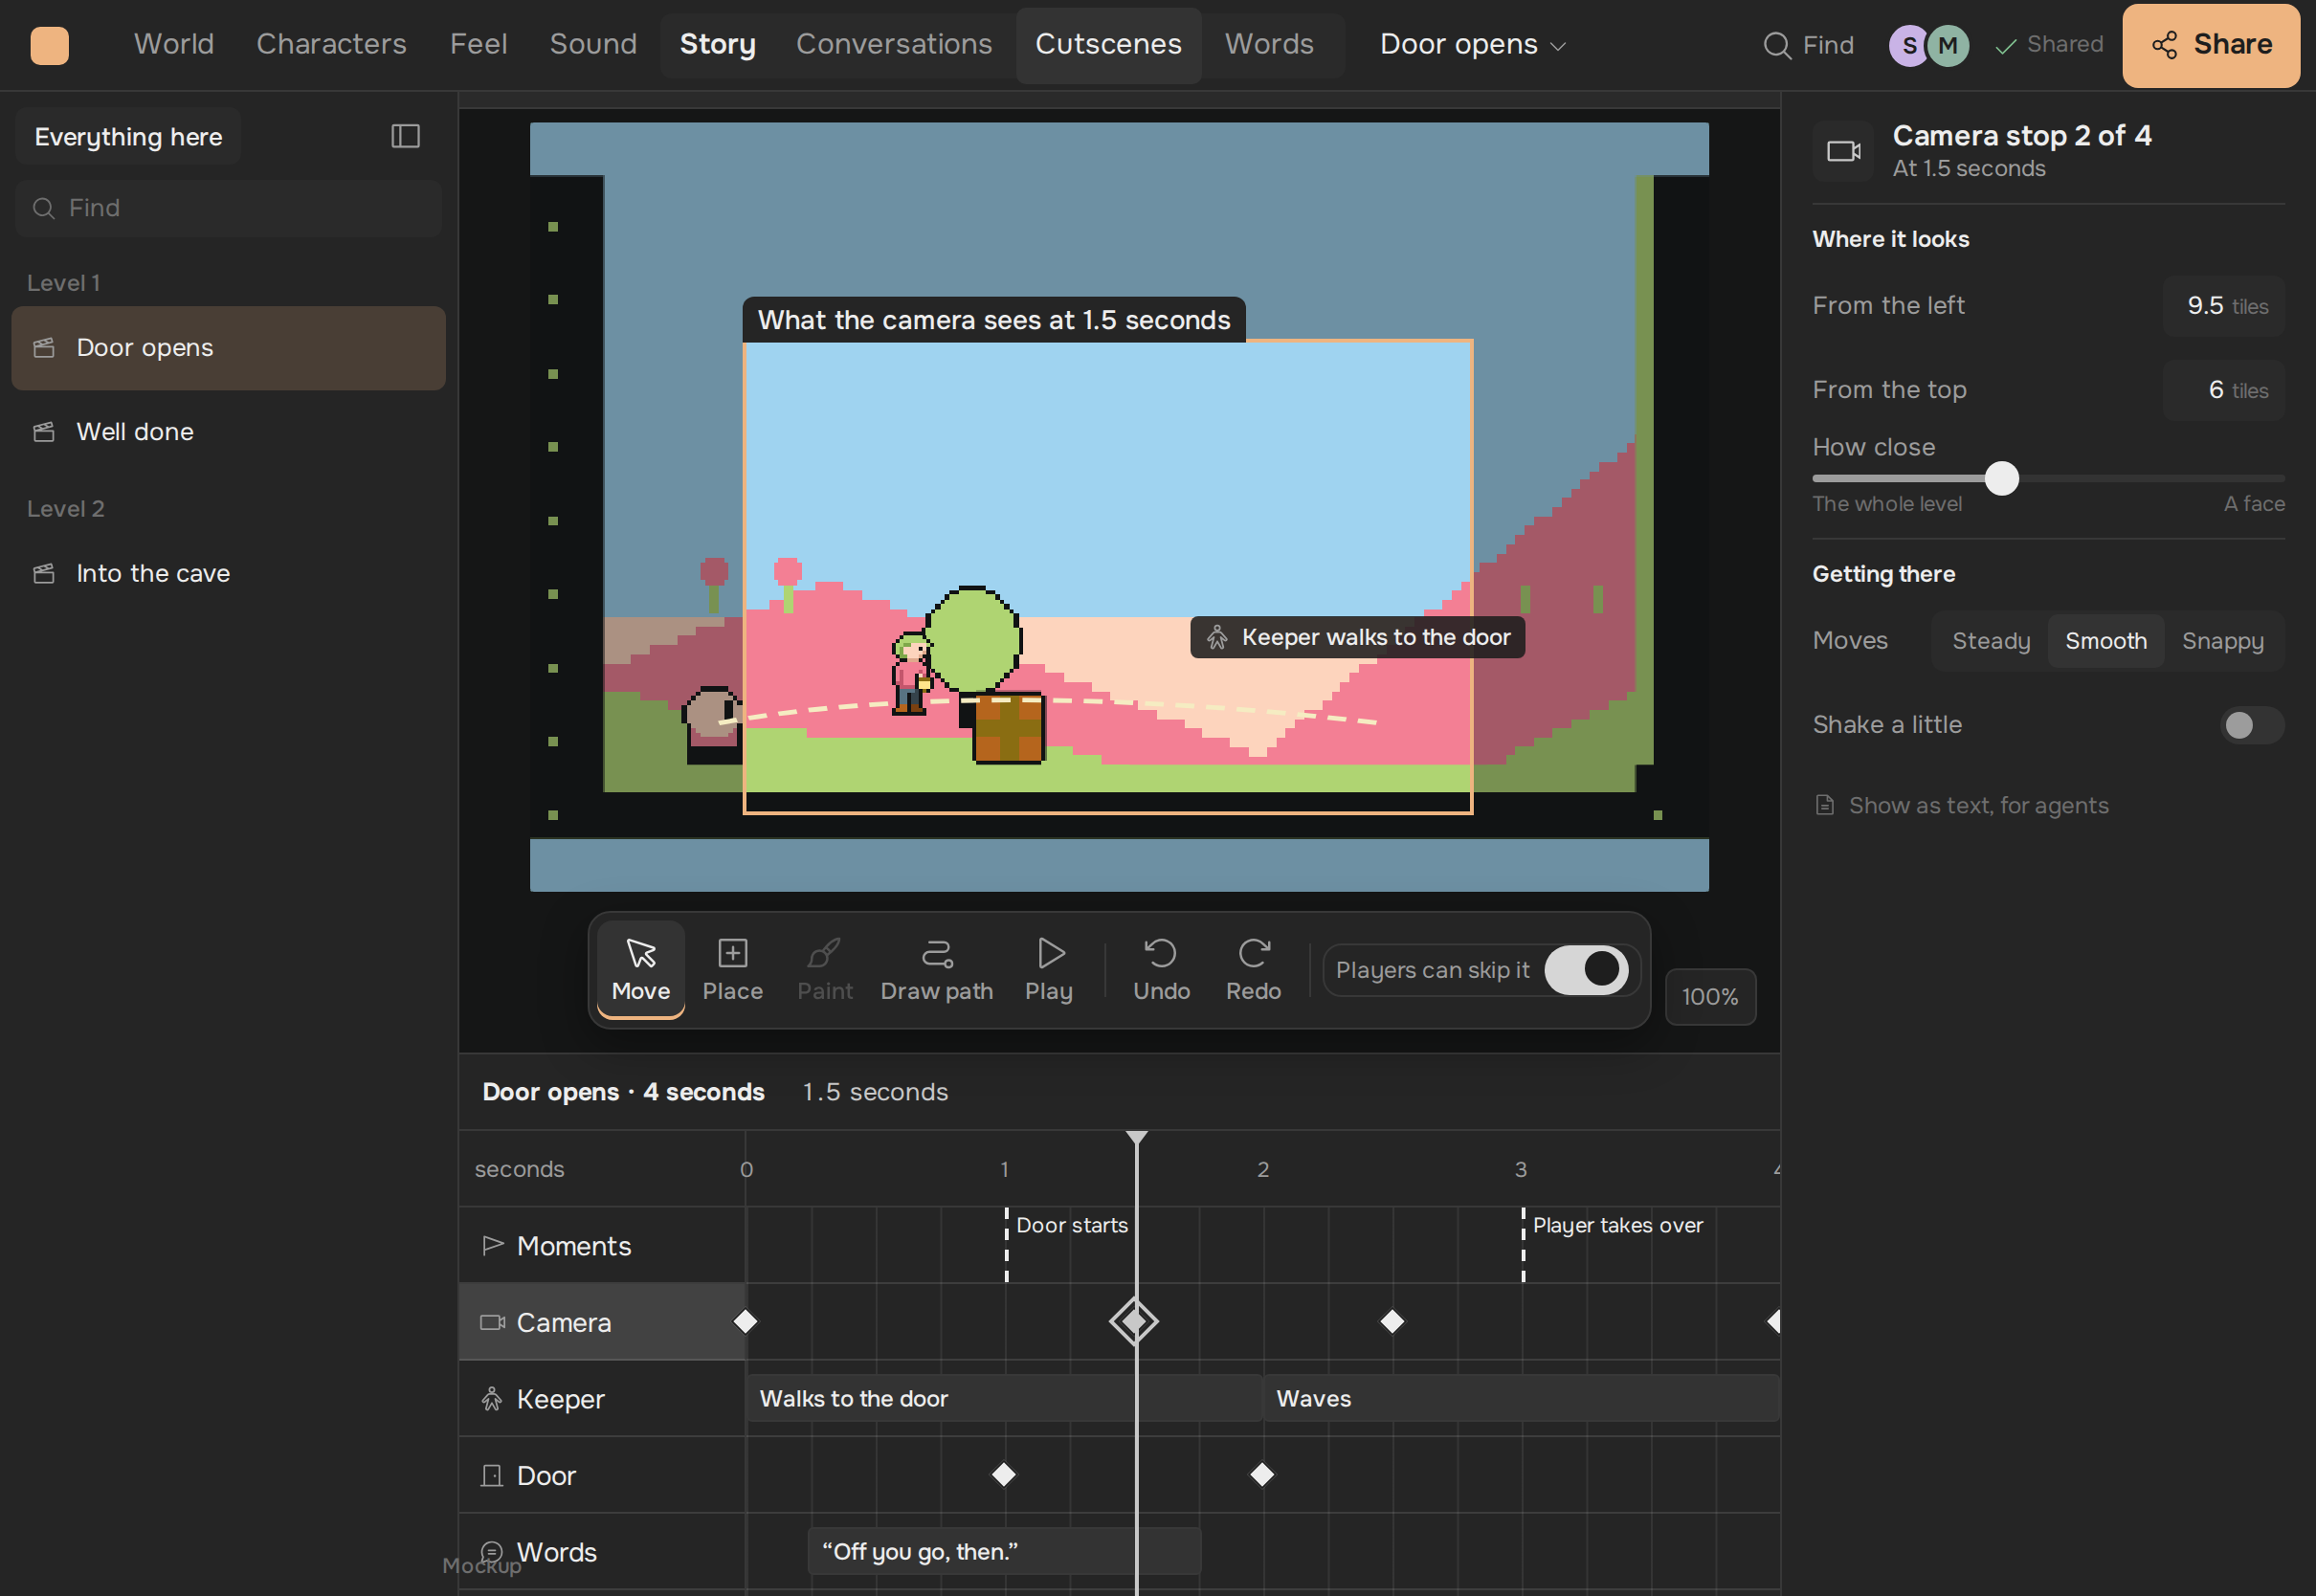 World Characters Feel Sound Story Conversations Cutscenes Words Door opens Find S M Shared Share
Everything here
Find
Level 1
Door opens
Well done
Level 2
Into the cave
What the camera sees at 1.5 seconds
Keeper walks to the door
Move Place Paint Draw path Play Undo Redo Players can skip it 100%
Camera stop 2 of 4
At 1.5 seconds
Where it looks
From the left 9.5 tiles
From the top 6 tiles
How close
The whole level A face
Getting there
Moves Steady Smooth Snappy
Shake a little
Show as text, for agents
Door opens · 4 seconds 1.5 seconds
seconds 0 1 2 3 4
Moments Door starts Player takes over
Camera
Keeper Walks to the door Waves
Door
Words “Off you go, then.”
Mockup